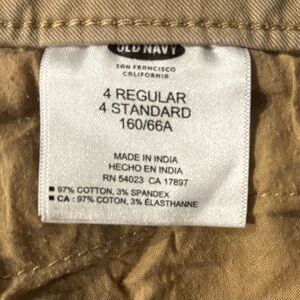 OLD NAVY
SAN FRANCISCO
CALIFORNIA
4 REGULAR
4 STANDARD
160/66A
MADE IN INDIA
HECHO EN INDIA
RN 54023 CA 17897
■ 97% COTTON, 3% SPANDEX
■ CA : 97% COTON, 3% ÉLASTHANNE